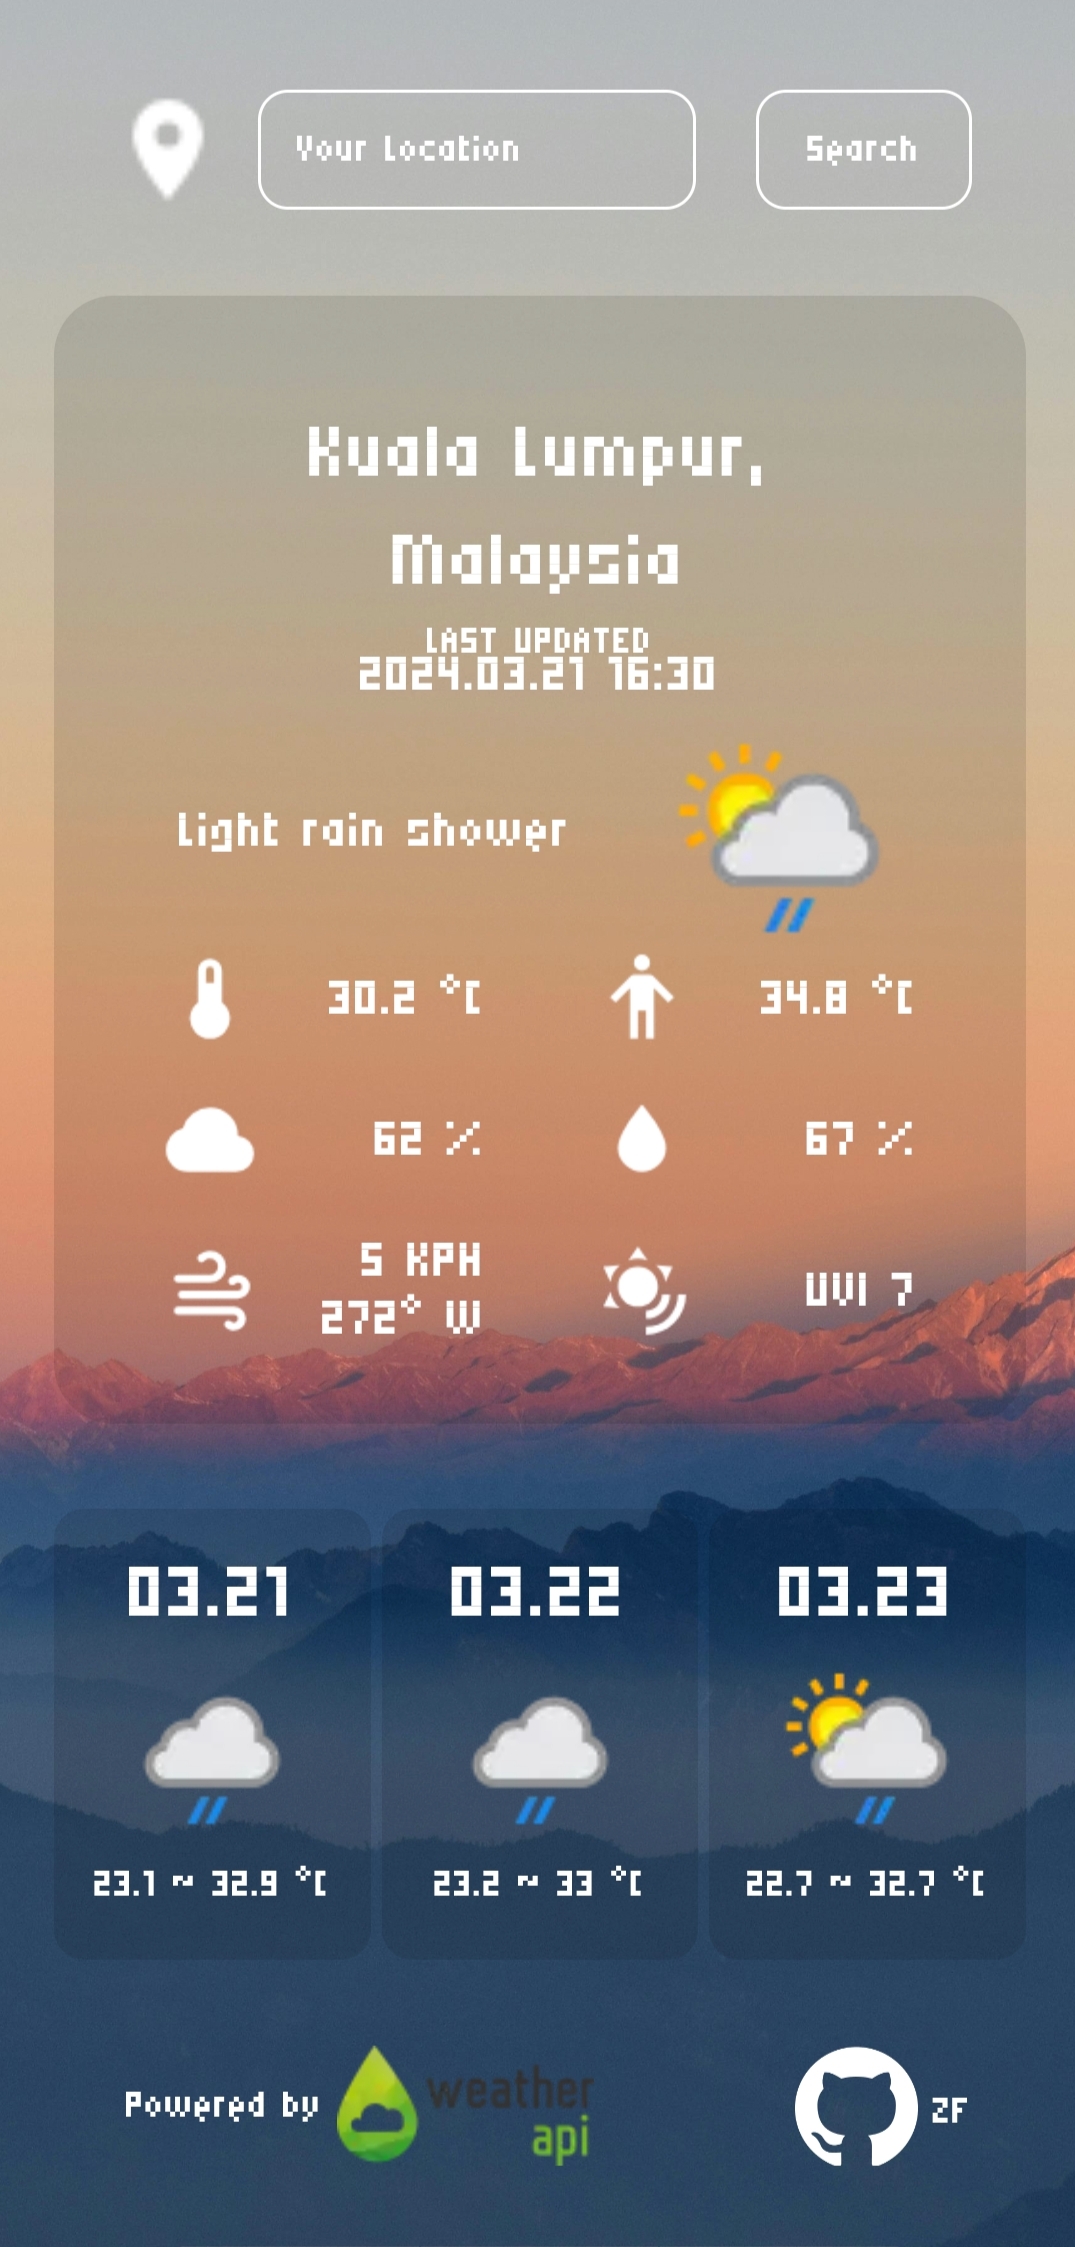 Your Location
Search
Kuala Lumpur,
Malaysia
LAST UPDATED
2024.03.21 16:30
Light rain shower
30.2 °C
34.8 °C
62 %
67 %
5 KPH
272° W
UVI 7
03.21
03.22
03.23
23.1 ~ 32.9 °C
23.2 ~ 33 °C
22.7 ~ 32.7 °C
Powered by
weather
api
ZF